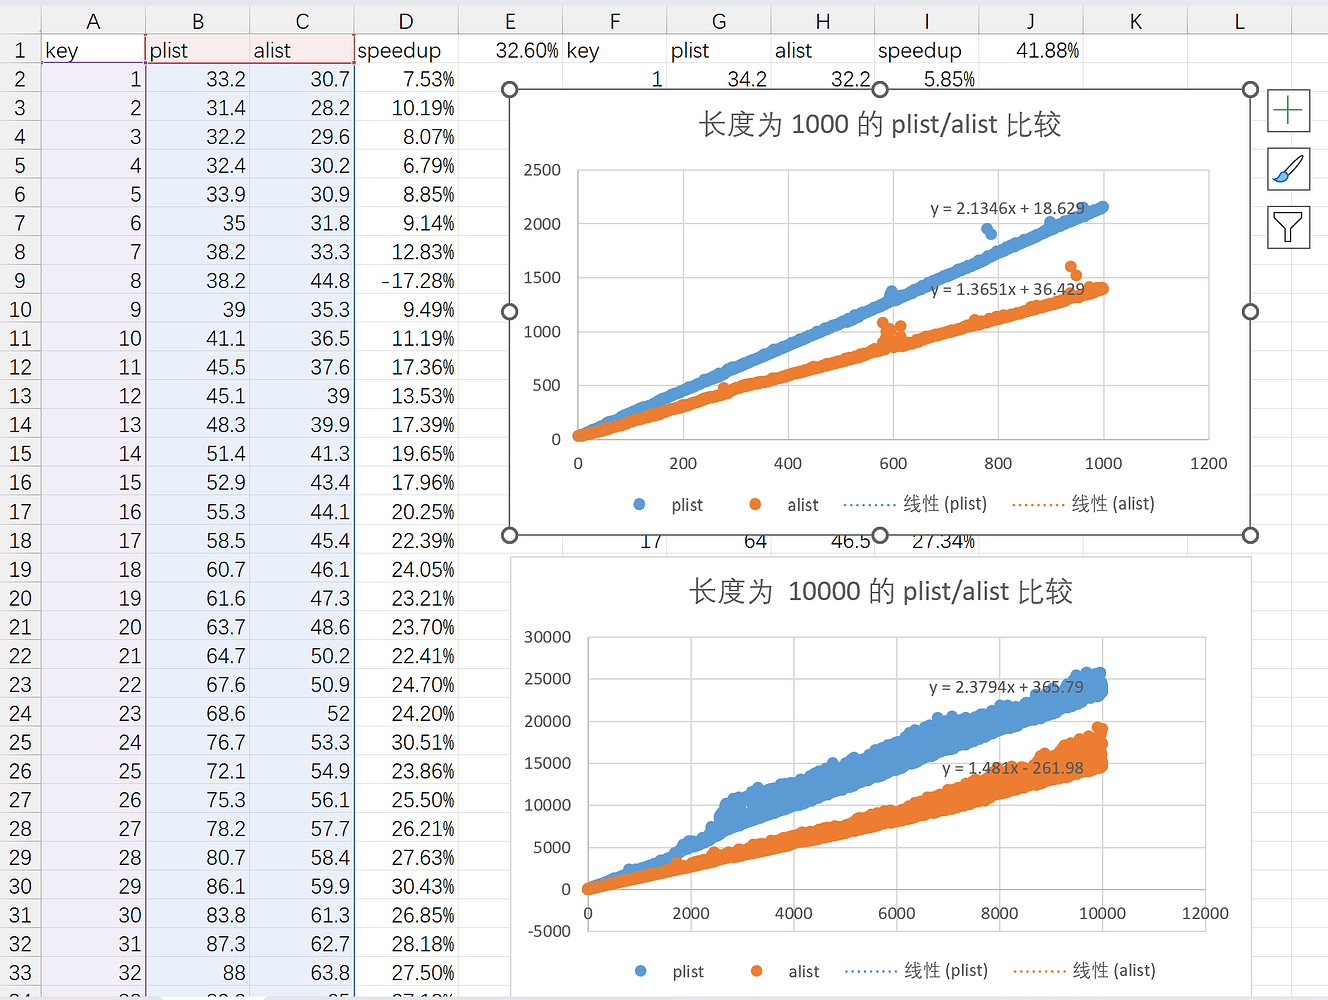 A B C D E F G H I J K L
1 key plist alist speedup 32.60% key plist alist speedup 41.88%
2 1 33.2 30.7 7.53% 1 34.2 32.2 5.85%
3 2 31.4 28.2 10.19%
4 3 32.2 29.6 8.07%
5 4 32.4 30.2 6.79%
6 5 33.9 30.9 8.85%
7 6 35 31.8 9.14%
8 7 38.2 33.3 12.83%
9 8 38.2 44.8 -17.28%
10 9 39 35.3 9.49%
11 10 41.1 36.5 11.19%
12 11 45.5 37.6 17.36%
13 12 45.1 39 13.53%
14 13 48.3 39.9 17.39%
15 14 51.4 41.3 19.65%
16 15 52.9 43.4 17.96%
17 16 55.3 44.1 20.25%
18 17 58.5 45.4 22.39% 17 64 46.5 27.34%
19 18 60.7 46.1 24.05%
20 19 61.6 47.3 23.21%
21 20 63.7 48.6 23.70%
22 21 64.7 50.2 22.41%
23 22 67.6 50.9 24.70%
24 23 68.6 52 24.20%
25 24 76.7 53.3 30.51%
26 25 72.1 54.9 23.86%
27 26 75.3 56.1 25.50%
28 27 78.2 57.7 26.21%
29 28 80.7 58.4 27.63%
30 29 86.1 59.9 30.43%
31 30 83.8 61.3 26.85%
32 31 87.3 62.7 28.18%
33 32 88 63.8 27.50%
长度为 1000 的 plist/alist 比较
2500
2000
1500
1000
500
0
y = 2.1346x + 18.629
y = 1.3651x + 36.429
0 200 400 600 800 1000 1200
plist alist 线性 (plist) 线性 (alist)
长度为 10000 的 plist/alist 比较
30000
25000
20000
15000
10000
5000
0
-5000
y = 2.3794x + 365.79
y = 1.481x - 261.98
0 2000 4000 6000 8000 10000 12000
plist alist 线性 (plist) 线性 (alist)